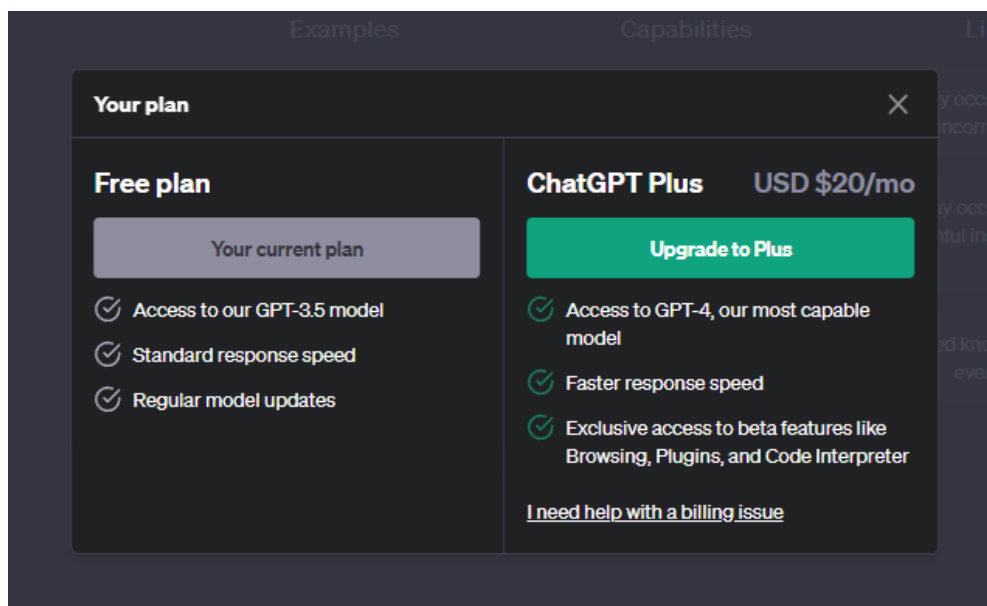 Examples
Capabilities
Your plan
Free plan
Your current plan
Access to our GPT-3.5 model
Standard response speed
Regular model updates
ChatGPT Plus USD $20/mo
Upgrade to Plus
Access to GPT-4, our most capable
model
Faster response speed
Exclusive access to beta features like
Browsing, Plugins, and Code Interpreter
I need help with a billing issue